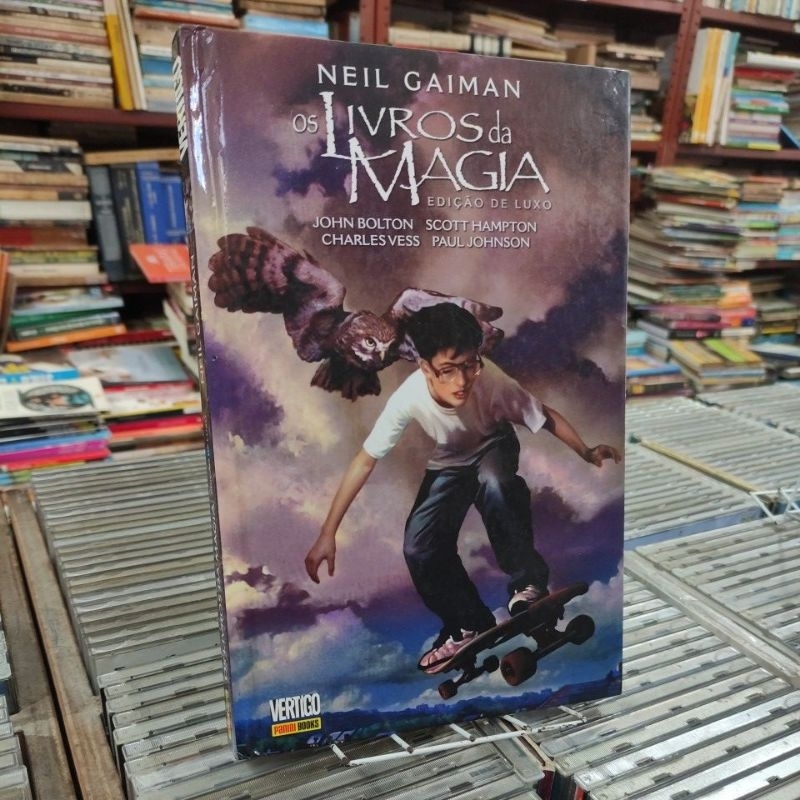 NEIL GAIMAN
OS LIVROS da
MAGIA
EDIÇÃO DE LUXO
JOHN BOLTON SCOTT HAMPTON
CHARLES VESS PAUL JOHNSON
VERTIGO
PANINI BOOKS